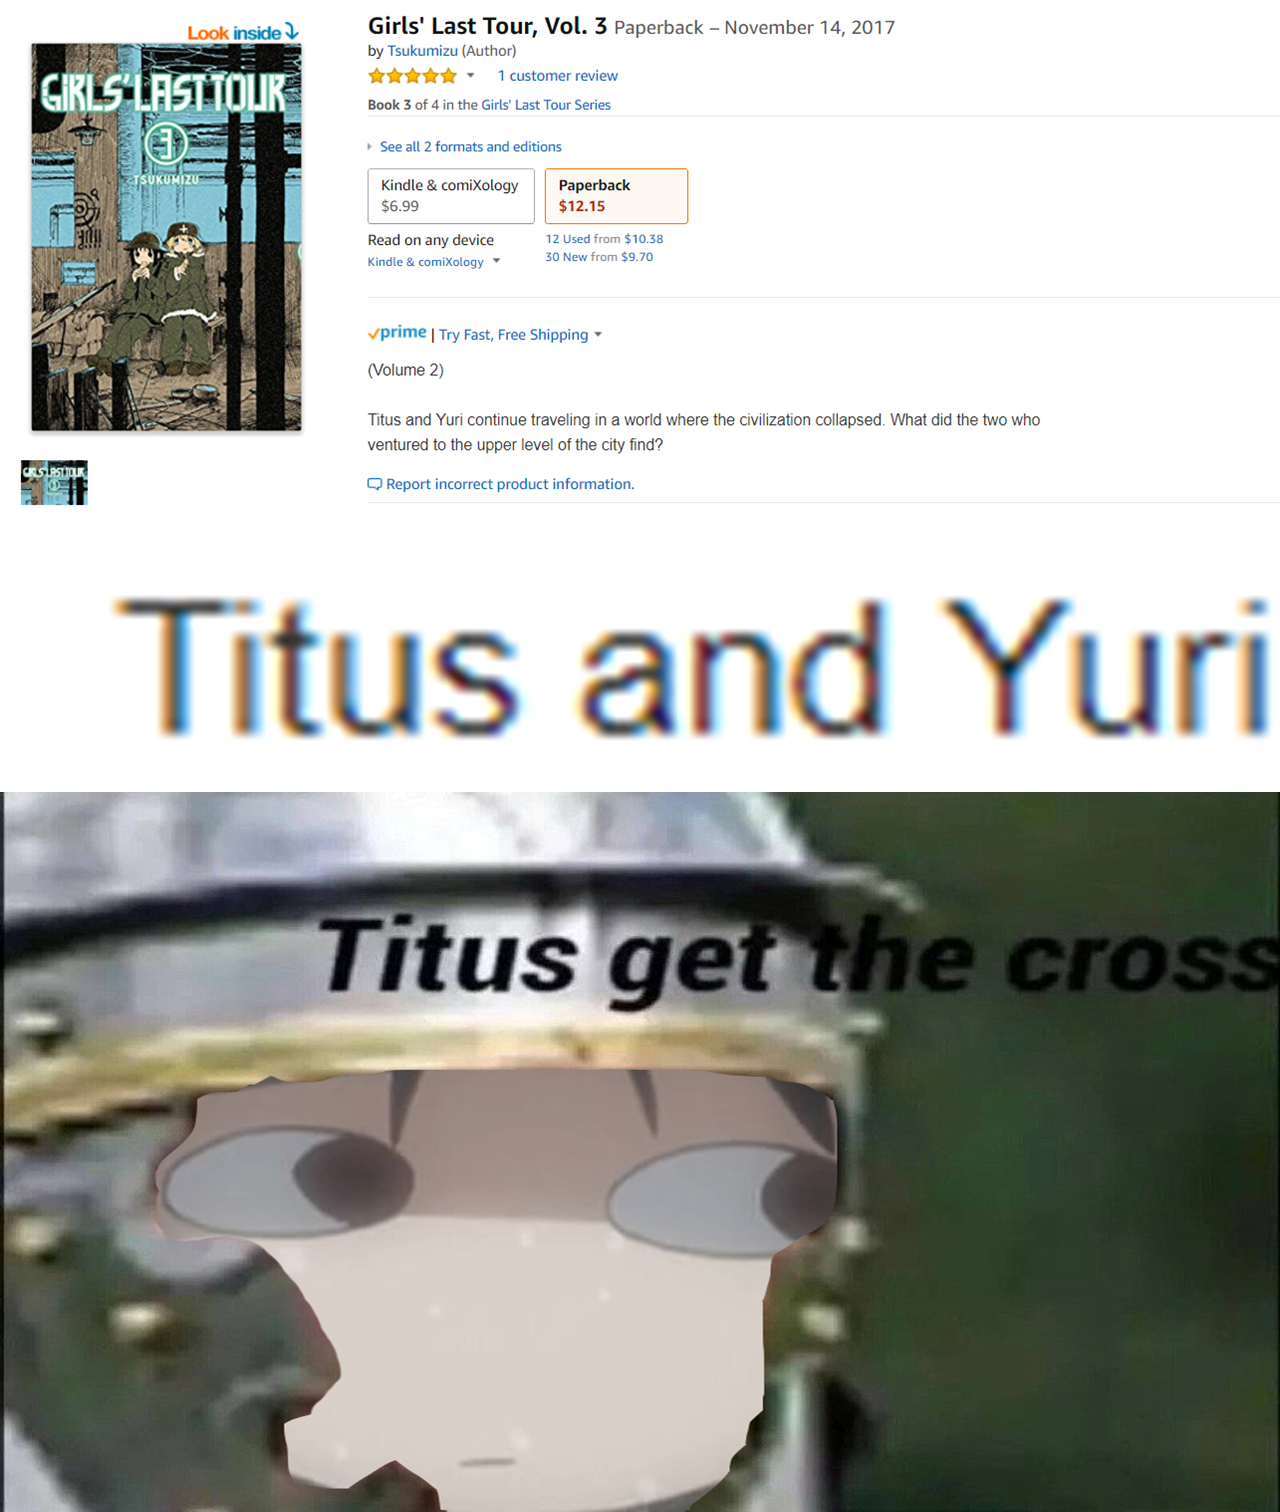 Look inside
GIRLS' LAST TOUR
3
TSUKUMIZU
GIRLS' LAST TOUR
3
Girls' Last Tour, Vol. 3 Paperback – November 14, 2017
by Tsukumizu (Author)
1 customer review
Book 3 of 4 in the Girls' Last Tour Series
See all 2 formats and editions
Kindle & comiXology
$6.99
Paperback
$12.15
Read on any device
Kindle & comiXology
12 Used from $10.38
30 New from $9.70
prime | Try Fast, Free Shipping
(Volume 2)
Titus and Yuri continue traveling in a world where the civilization collapsed. What did the two who
ventured to the upper level of the city find?
Report incorrect product information.
Titus and Yuri
Titus get the cross